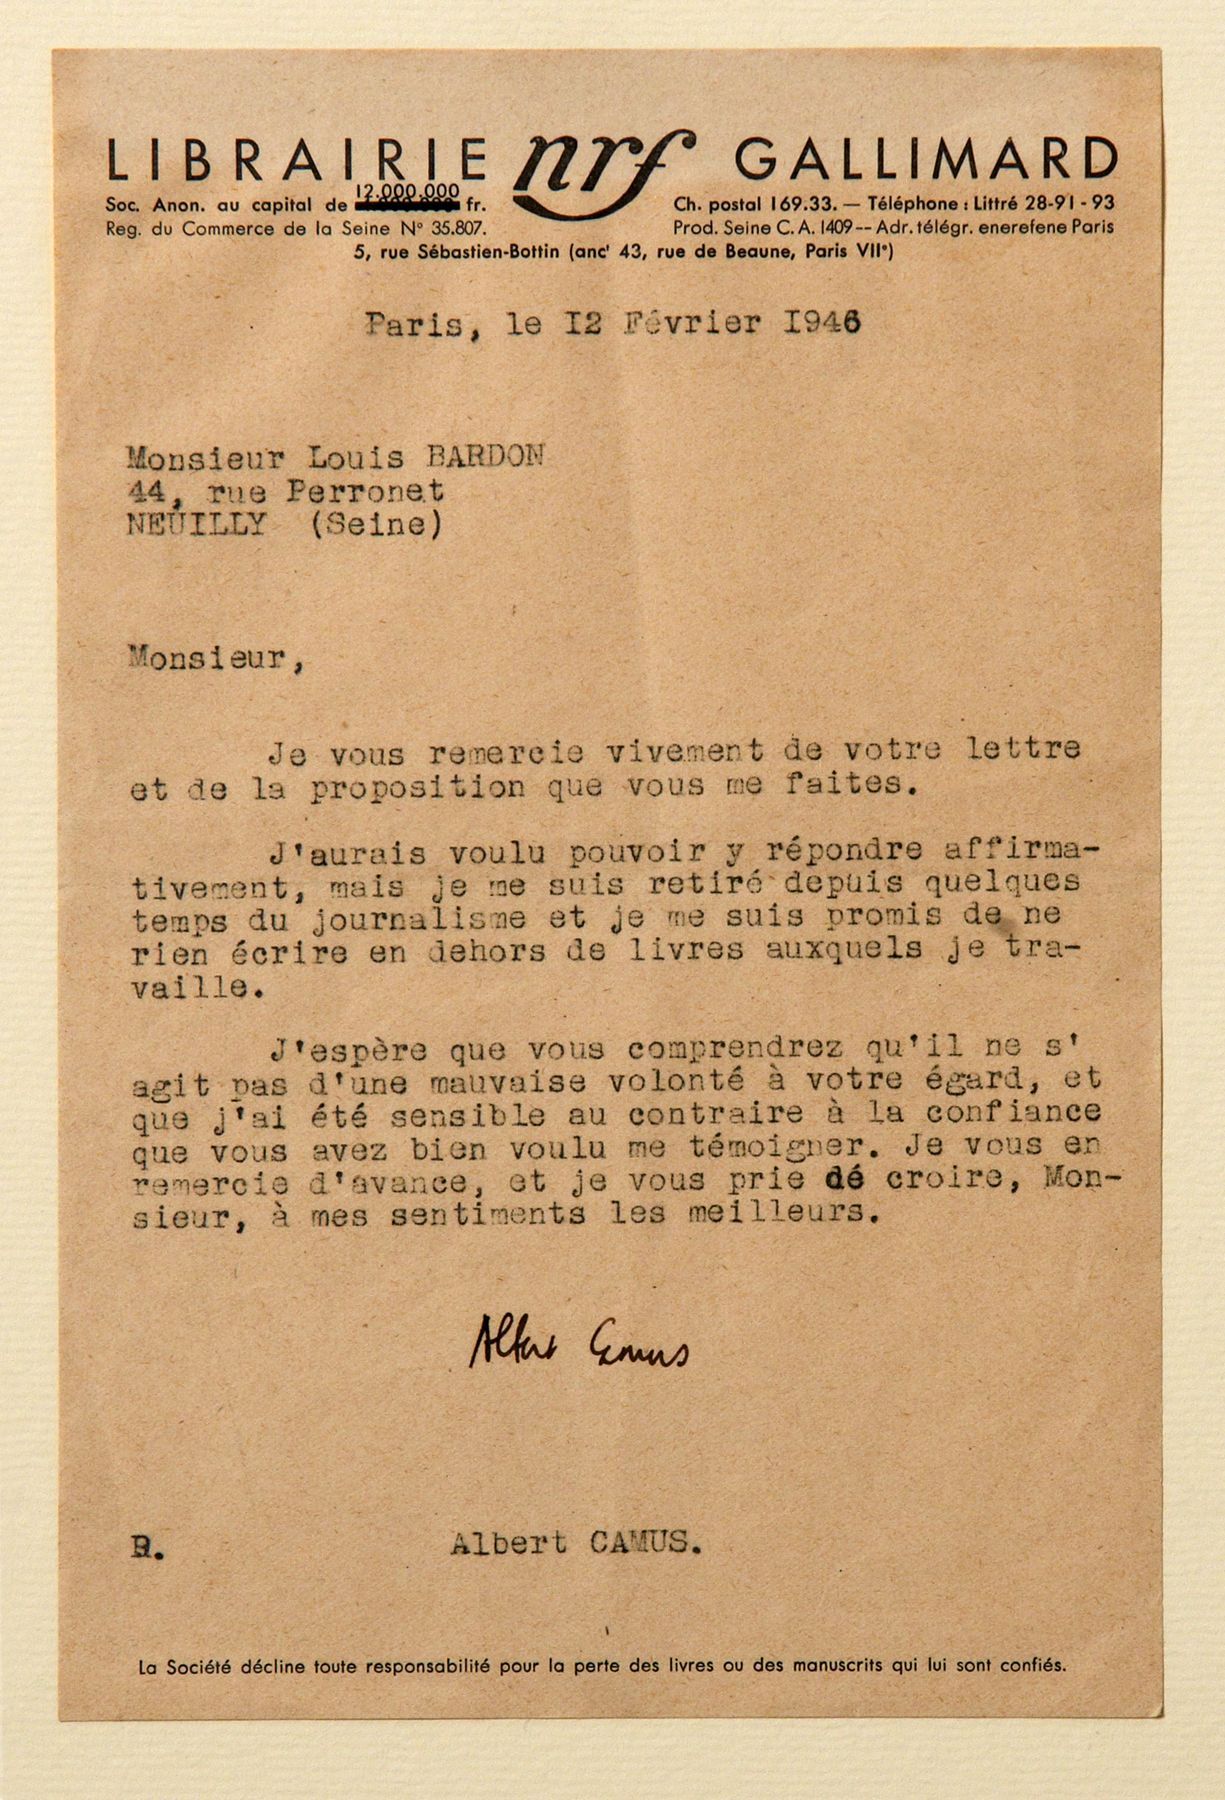 LIBRAIRIE nrf GALLIMARD
Soc. Anon. au capital de 12.000.000 fr.
Reg. du Commerce de la Seine N° 35.807.
Ch. postal 169.33. — Téléphone : Littré 28-91 - 93
Prod. Seine C. A. 1409 -- Adr. télégr. enerefene Paris
5, rue Sébastien-Bottin (anc' 43, rue de Beaune, Paris VII°)
Paris, le I2 Février I946
Monsieur Louis BARDON
44, rue Perronet
NEUILLY (Seine)
Monsieur,
Je vous remercie vivement de votre lettre
et de la proposition que vous me faites.
J'aurais voulu pouvoir y répondre affirma-
tivement, mais je me suis retiré depuis quelques
temps du journalisme et je me suis promis de ne
rien écrire en dehors de livres auxquels je tra-
vaille.
J'espère que vous comprendrez qu'il ne s'
agit pas d'une mauvaise volonté à votre égard, et
que j'ai été sensible au contraire à la confiance
que vous avez bien voulu me témoigner. Je vous en
remercie d'avance, et je vous prie dé croire, Mon-
sieur, à mes sentiments les meilleurs.
Albert Camus
Albert CAMUS.
La Société décline toute responsabilité pour la perte des livres ou des manuscrits qui lui sont confiés.